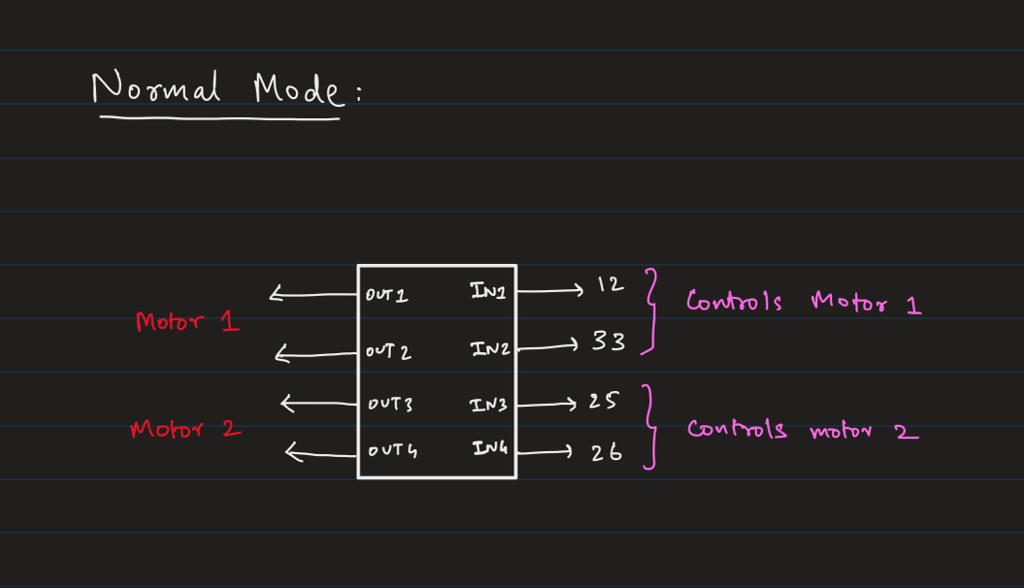 Normal Mode:
OUT1 IN1 12
Motor 1 Controls Motor 1
OUT2 IN2 33
OUT3 IN3 25
Motor 2 Controls motor 2
OUT4 IN4 26